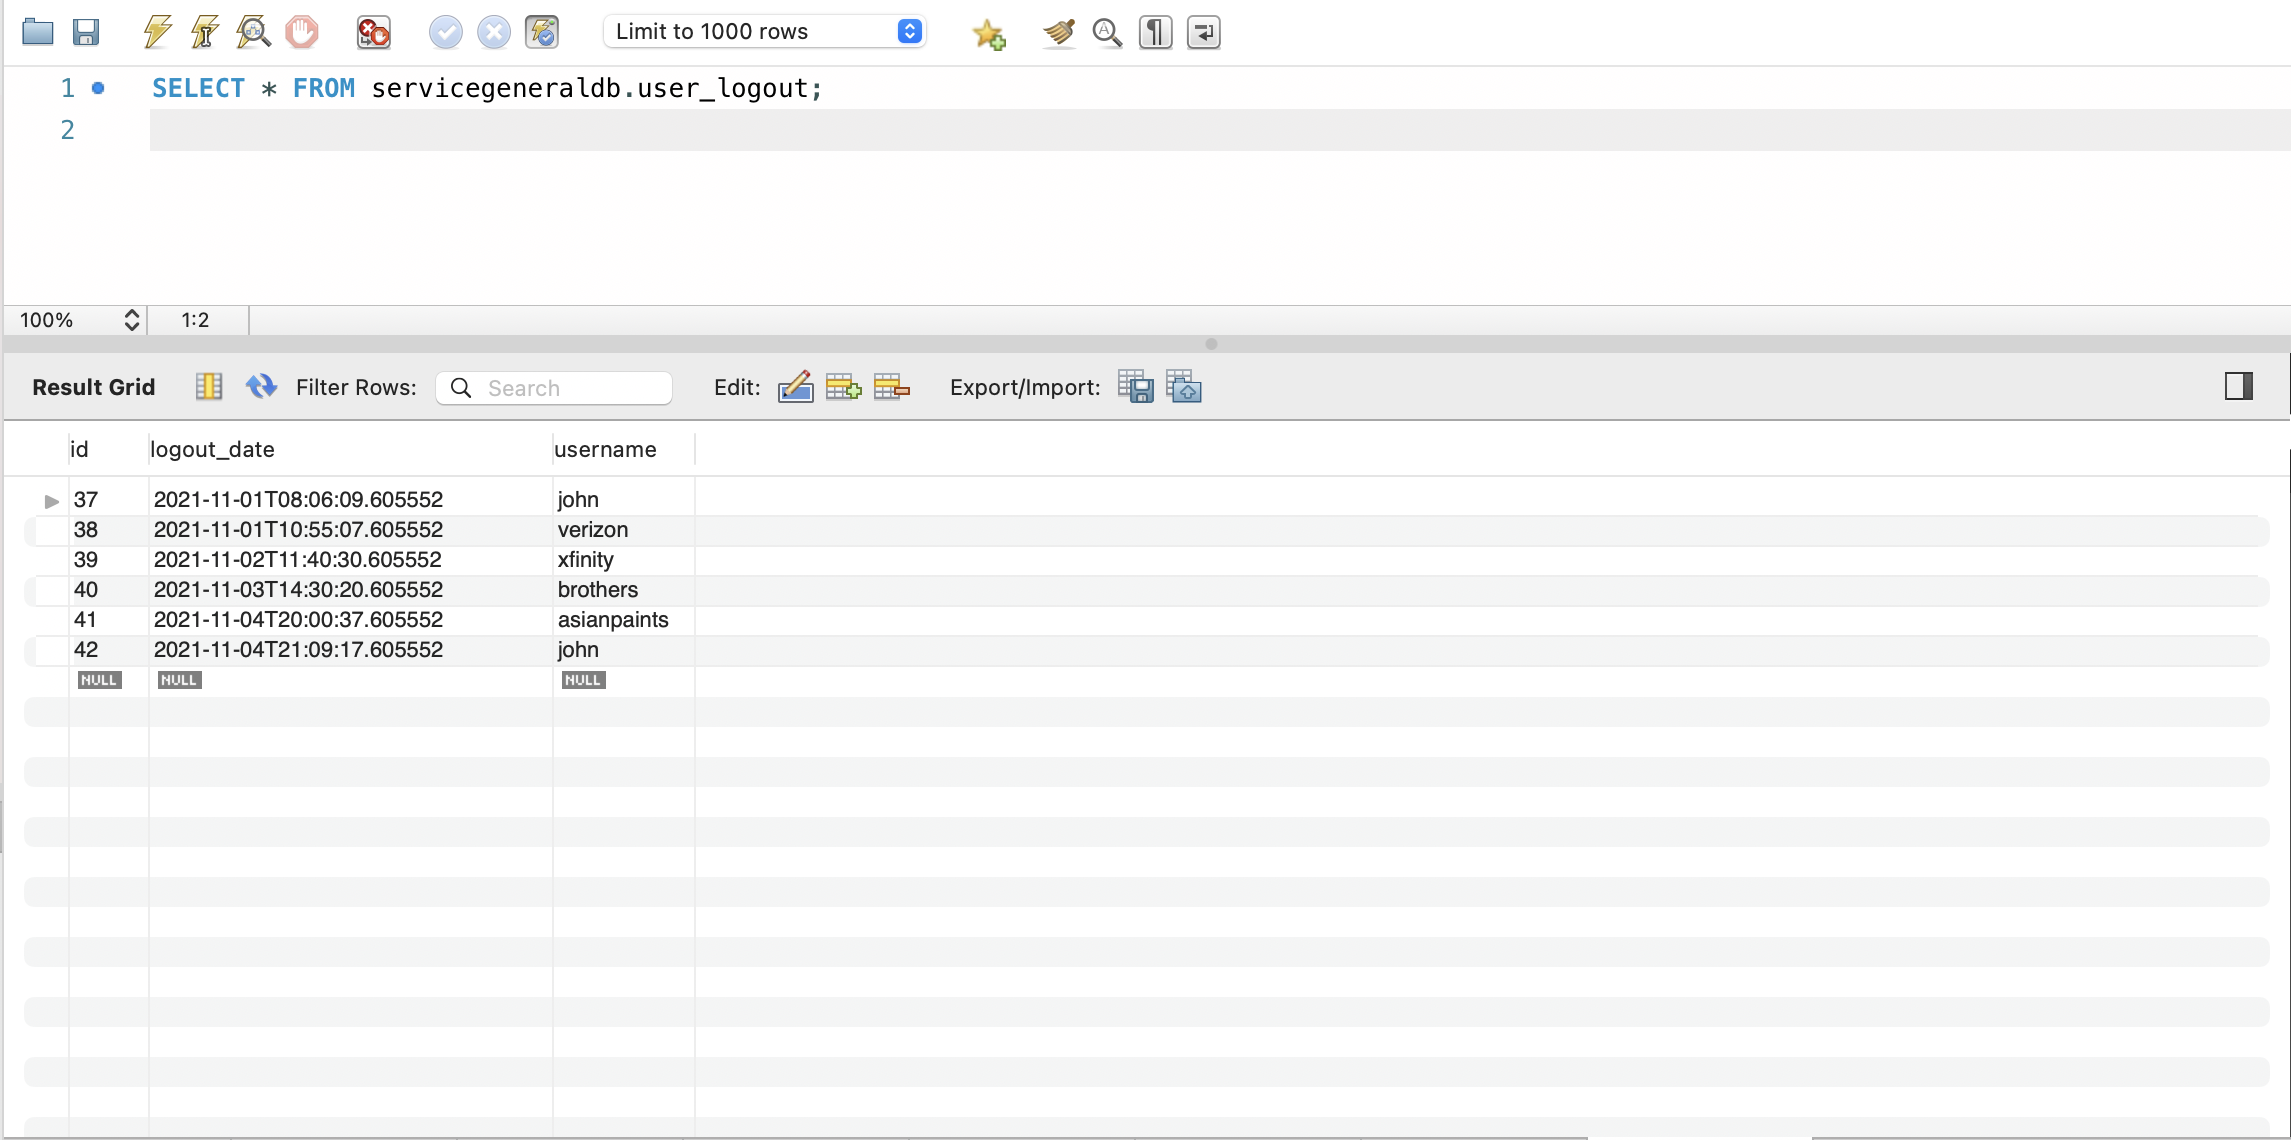 Limit to 1000 rows
1 SELECT * FROM servicegeneraldb.user_logout;
2
100% 1:2
Result Grid Filter Rows: Search Edit: Export/Import:
id logout_date username
37 2021-11-01T08:06:09.605552 john
38 2021-11-01T10:55:07.605552 verizon
39 2021-11-02T11:40:30.605552 xfinity
40 2021-11-03T14:30:20.605552 brothers
41 2021-11-04T20:00:37.605552 asianpaints
42 2021-11-04T21:09:17.605552 john
NULL NULL NULL